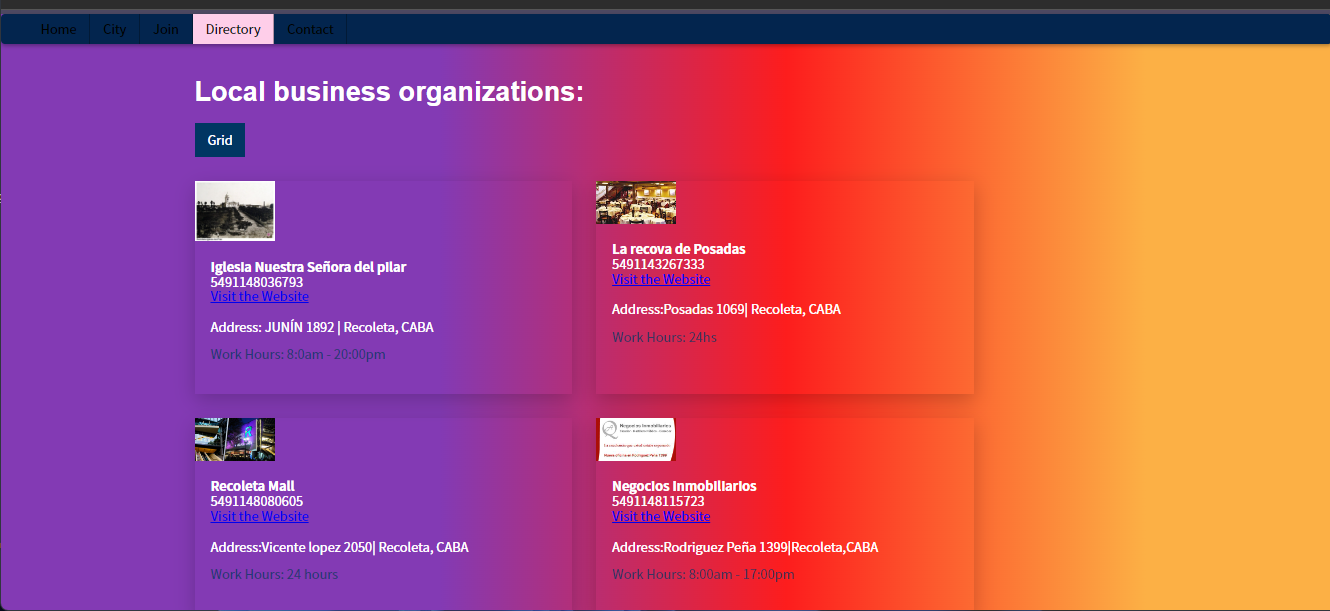 Home City Join Directory Contact
Local business organizations:
Grid
Iglesia Nuestra Señora del pilar
5491148036793
Visit the Website
Address: JUNÍN 1892 | Recoleta, CABA
Work Hours: 8:0am - 20:00pm
La recova de Posadas
5491143267333
Visit the Website
Address:Posadas 1069| Recoleta, CABA
Work Hours: 24hs
Recoleta Mall
5491148080605
Visit the Website
Address:Vicente lopez 2050| Recoleta, CABA
Work Hours: 24 hours
Negocios Inmobiliarios
Negocios Inmobiliarios
5491148115723
Visit the Website
Address:Rodriguez Peña 1399|Recoleta,CABA
Work Hours: 8:00am - 17:00pm